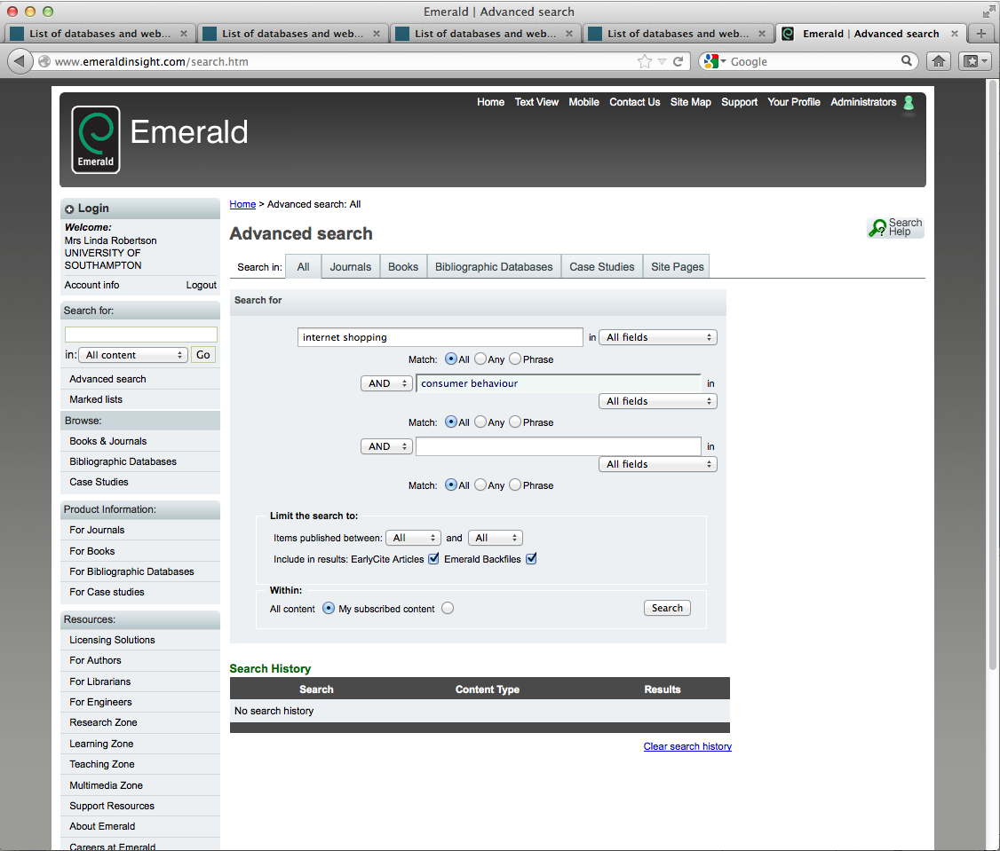 Emerald | Advanced search
List of databases and web...
List of databases and web...
List of databases and web...
List of databases and web...
Emerald | Advanced search
www.emeraldinsight.com/search.htm
Google
Home Text View Mobile Contact Us Site Map Support Your Profile Administrators
Emerald
Emerald
Login
Welcome:
Mrs Linda Robertson
UNIVERSITY OF
SOUTHAMPTON
Account info Logout
Search for:
in: All content Go
Advanced search
Marked lists
Browse:
Books & Journals
Bibliographic Databases
Case Studies
Product Information:
For Journals
For Books
For Bibliographic Databases
For Case studies
Resources:
Licensing Solutions
For Authors
For Librarians
For Engineers
Research Zone
Learning Zone
Teaching Zone
Multimedia Zone
Support Resources
About Emerald
Careers at Emerald
Home > Advanced search: All
Advanced search
Search
Help
Search in: All Journals Books Bibliographic Databases Case Studies Site Pages
Search for
internet shopping in All fields
Match: All Any Phrase
AND consumer behaviour in
All fields
Match: All Any Phrase
AND in
All fields
Match: All Any Phrase
Limit the search to:
Items published between: All and All
Include in results: EarlyCite Articles Emerald Backfiles
Within:
All content My subscribed content Search
Search History
Search Content Type Results
No search history
Clear search history